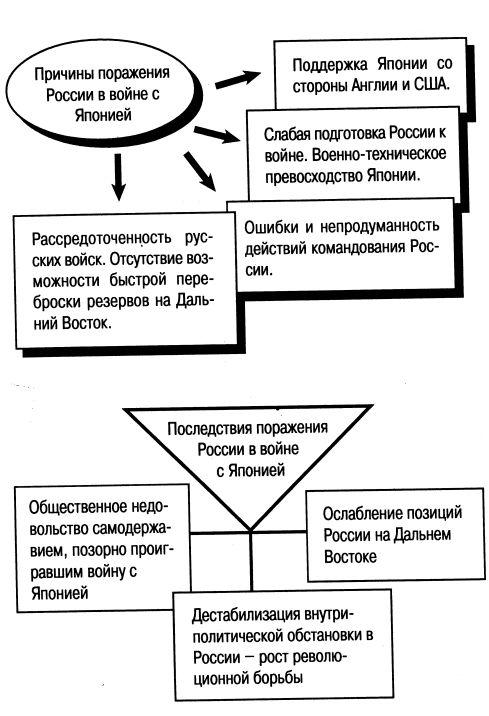 Причины поражения
России в войне с
Японией
Поддержка Японии со
стороны Англии и США.
Слабая подготовка России к
войне. Военно-техническое
превосходство Японии.
Ошибки и непродуманность
действий командования Рос-
сии.
Рассредоточенность рус-
ских войск. Отсутствие воз-
можности быстрой пере-
броски резервов на Даль-
ний Восток.
Последствия поражения
России в войне
с Японией
Общественное недо-
вольство самодержа-
вием, позорно проиг-
равшим войну с
Японией
Ослабление позиций
России на Дальнем
Востоке
Дестабилизация внутри-
политической обстановки в
России – рост револю-
ционной борьбы